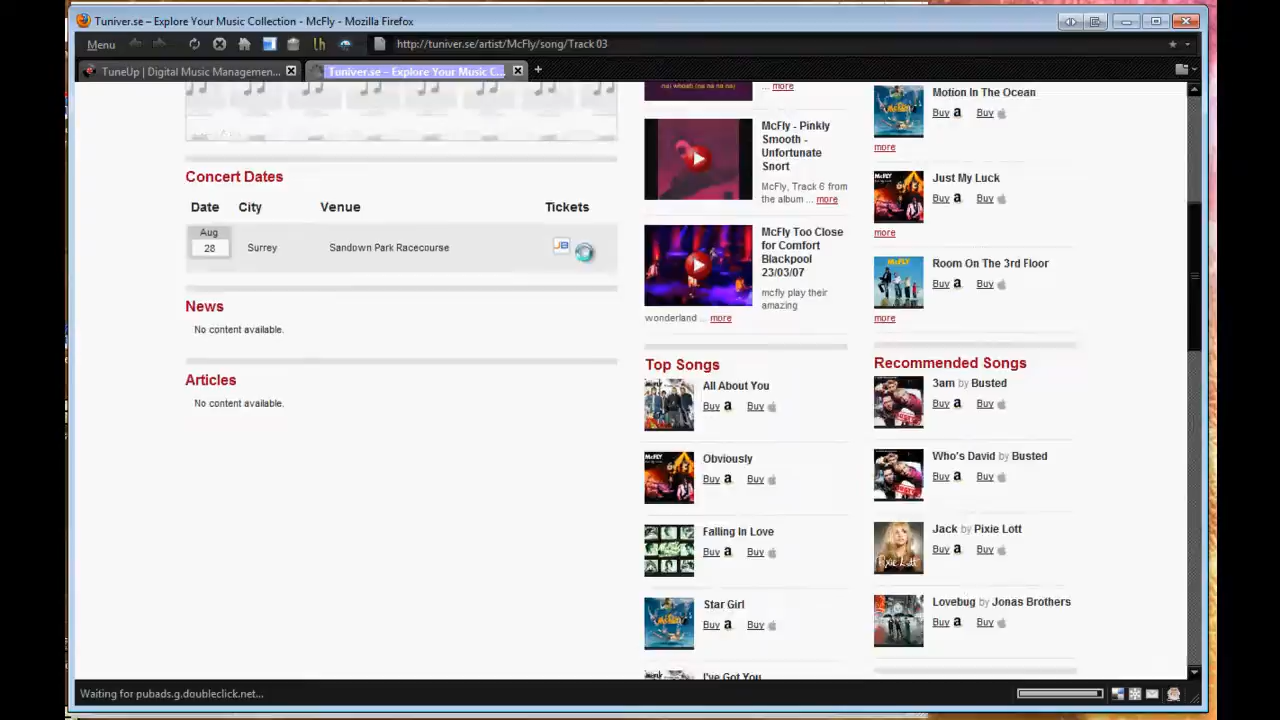 Tuniver.se – Explore Your Music Collection - McFly - Mozilla Firefox
Menu
http://tuniver.se/artist/McFly/song/Track 03
TuneUp | Digital Music Managemen...
Tuniver.se – Explore Your Music C...
Concert Dates
Date City Venue Tickets
Aug
28
Surrey
Sandown Park Racecourse
JB
News
No content available.
Articles
No content available.
na) whoah (na na na na)
... more
McFly - Pinkly
Smooth -
Unfortunate
Snort
McFly, Track 6 from
the album ... more
McFly Too Close
for Comfort
Blackpool
23/03/07
mcfly play their
amazing
wonderland ... more
Top Songs
All About You
Buy a Buy
Obviously
Buy a Buy
Falling In Love
Buy a Buy
Star Girl
Buy a Buy
I've Got You
Motion In The Ocean
Buy a Buy
more
Just My Luck
Buy a Buy
more
Room On The 3rd Floor
Buy a Buy
more
Recommended Songs
3am by Busted
Buy a Buy
Who's David by Busted
Buy a Buy
Jack by Pixie Lott
Buy a Buy
Lovebug by Jonas Brothers
Buy a Buy
Waiting for pubads.g.doubleclick.net...